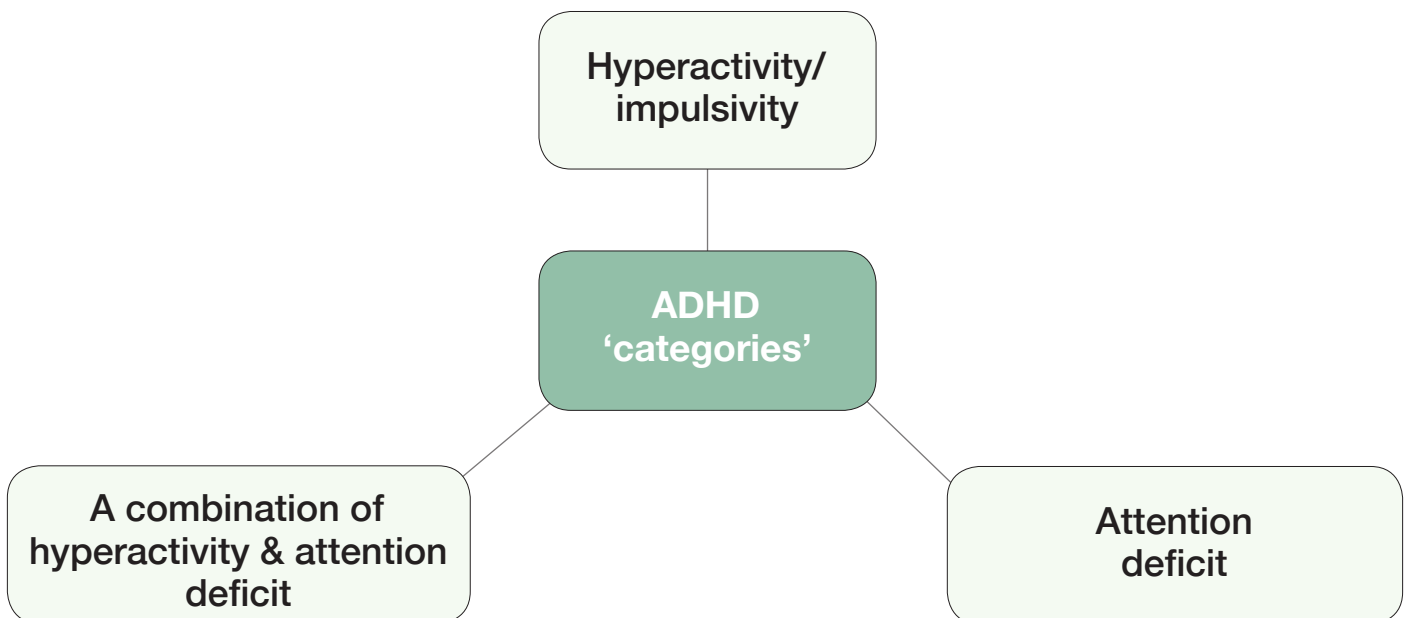 Hyperactivity/
impulsivity
ADHD
‘categories’
A combination of
hyperactivity & attention
deficit
Attention
deficit